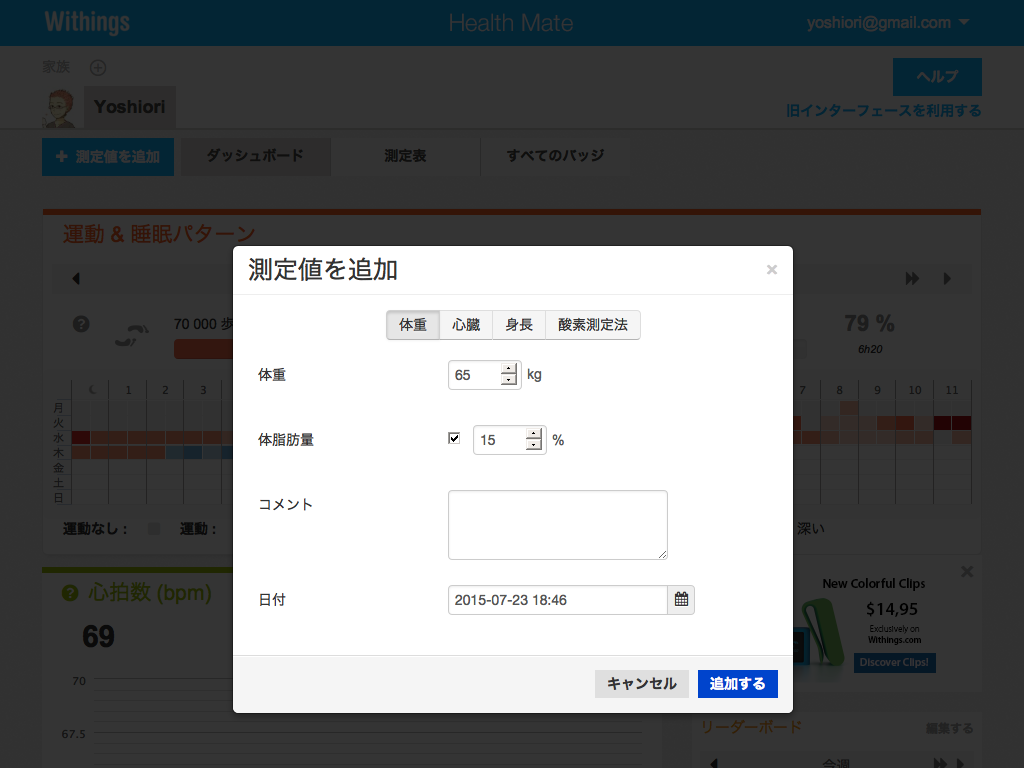 Withings
Health Mate
yoshiori@gmail.com
家族
ヘルプ
Yoshiori
旧インターフェースを利用する
+ 測定値を追加
ダッシュボード
測定表
すべてのバッジ
運動 & 睡眠パターン
測定値を追加
×
70 000 歩
79 %
6h20
体重 心臓 身長 酸素測定法
体重
65
kg
1 2 3
7 8 9 10 11
月
火
水
木
金
土
日
体脂肪量
15
%
コメント
運動なし :
運動 :
深い
心拍数 (bpm)
69
70
67.5
日付
2015-07-23 18:46
キャンセル
追加する
New Colorful Clips
$14,95
Exclusively on
Withings.com
Discover Clips!
リーダーボード
編集する
今週